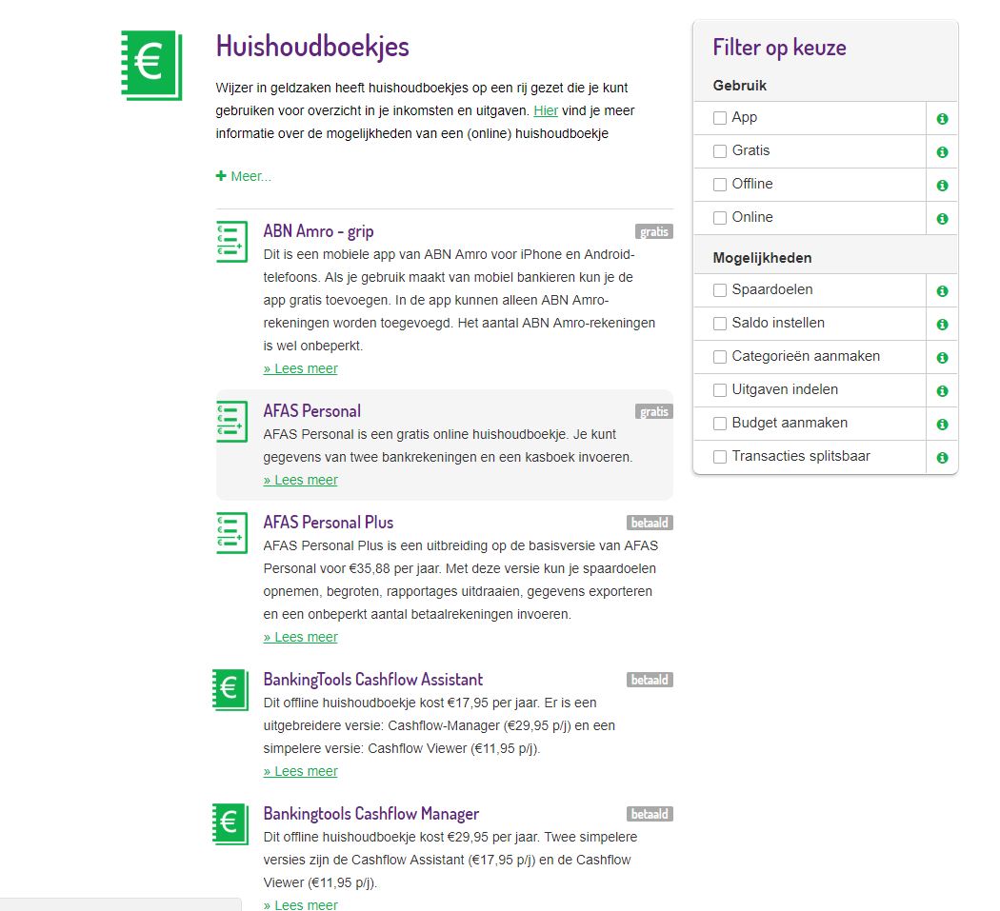 €
Huishoudboekjes
Wijzer in geldzaken heeft huishoudboekjes op een rij gezet die je kunt
gebruiken voor overzicht in je inkomsten en uitgaven. Hier vind je meer
informatie over de mogelijkheden van een (online) huishoudboekje
+ Meer...
ABN Amro - grip
gratis
Dit is een mobiele app van ABN Amro voor iPhone en Android-
telefoons. Als je gebruik maakt van mobiel bankieren kun je de
app gratis toevoegen. In de app kunnen alleen ABN Amro-
rekeningen worden toegevoegd. Het aantal ABN Amro-rekeningen
is wel onbeperkt.
» Lees meer
AFAS Personal
gratis
AFAS Personal is een gratis online huishoudboekje. Je kunt
gegevens van twee bankrekeningen en een kasboek invoeren.
» Lees meer
AFAS Personal Plus
betaald
AFAS Personal Plus is een uitbreiding op de basisversie van AFAS
Personal voor €35,88 per jaar. Met deze versie kun je spaardoelen
opnemen, begroten, rapportages uitdraaien, gegevens exporteren
en een onbeperkt aantal betaalrekeningen invoeren.
» Lees meer
€
BankingTools Cashflow Assistant
betaald
Dit offline huishoudboekje kost €17,95 per jaar. Er is een
uitgebreidere versie: Cashflow-Manager (€29,95 p/j) en een
simpelere versie: Cashflow Viewer (€11,95 p/j).
» Lees meer
€
Bankingtools Cashflow Manager
betaald
Dit offline huishoudboekje kost €29,95 per jaar. Twee simpelere
versies zijn de Cashflow Assistant (€17,95 p/j) en de Cashflow
Viewer (€11,95 p/j).
» Lees meer
Filter op keuze
Gebruik
App
Gratis
Offline
Online
Mogelijkheden
Spaardoelen
Saldo instellen
Categorieën aanmaken
Uitgaven indelen
Budget aanmaken
Transacties splitsbaar